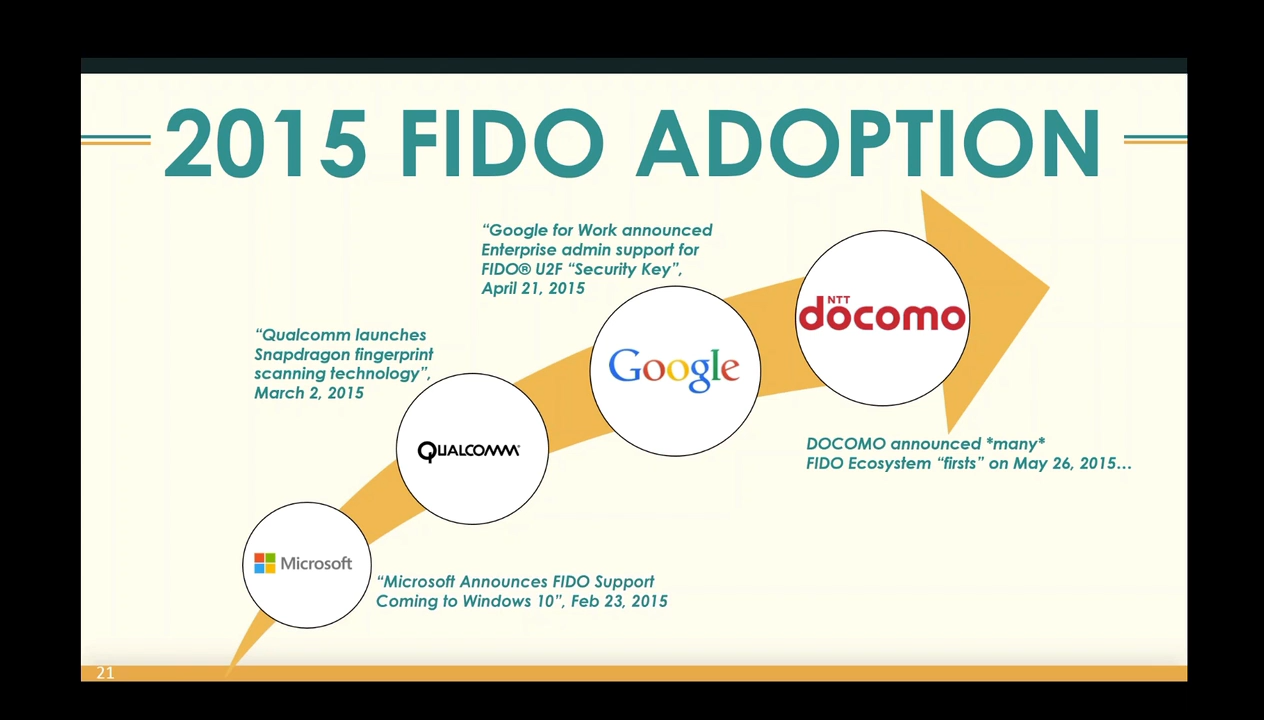 2015 FIDO ADOPTION
“Google for Work announced
Enterprise admin support for
FIDO® U2F “Security Key”,
April 21, 2015
NTT
döcomo
“Qualcomm launches
Snapdragon fingerprint
scanning technology”,
March 2, 2015
Google
QUALCOMM®
DOCOMO announced *many*
FIDO Ecosystem “firsts” on May 26, 2015…
Microsoft
“Microsoft Announces FIDO Support
Coming to Windows 10”, Feb 23, 2015
21